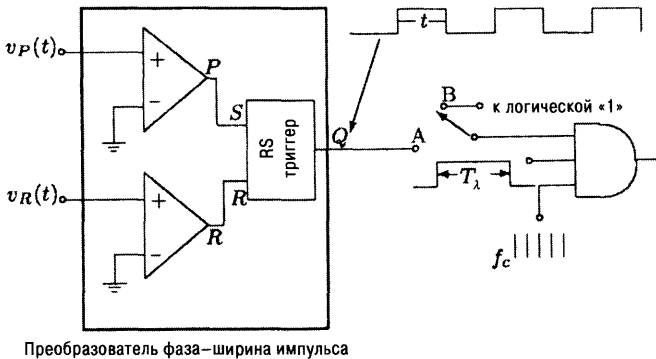 t
v_P(t)
+
−
P
S
RS
триггер
Q
A
B
к логической «1»
v_R(t)
+
−
R
R
T_λ
f_c
Преобразователь фаза–ширина импульса